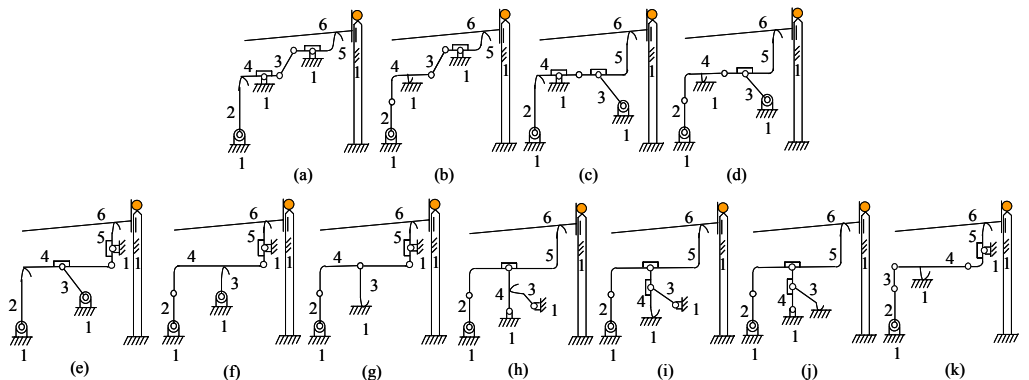 6 6 6 6
4 3 5 1 4 3 5 1 4 5 1 4 5 1
1 1 1 3 3
2 1 2 1 2 1 2 1
1 1 1 1
(a) (b) (c) (d)
6 6 6 6 6 6 6
5 5 5 5 5 5 5
4 1 1 4 1 1 4 1 1 4 3 1 3 3 3 4 1
3 3 4 4
2 1 2 1 2 1 2 1 2 1 2 1 2
1 1 1 1 1 1 1
(e) (f) (g) (h) (i) (j) (k)